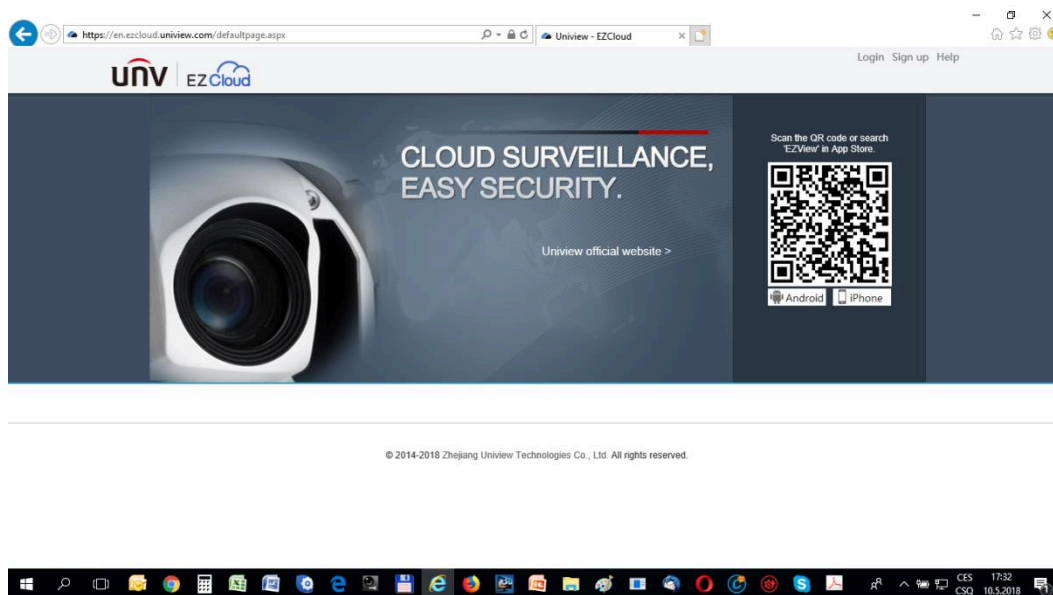 https://en.ezcloud.uniview.com/defaultpage.aspx
Uniview - EZCloud
Login Sign up Help
unv EZCloud
CLOUD SURVEILLANCE,
EASY SECURITY.
Uniview official website >
Scan the QR code or search
'EZView' in App Store.
Android iPhone
© 2014-2018 Zhejiang Uniview Technologies Co., Ltd. All rights reserved.
CES 17:32
CSQ 10.5.2018